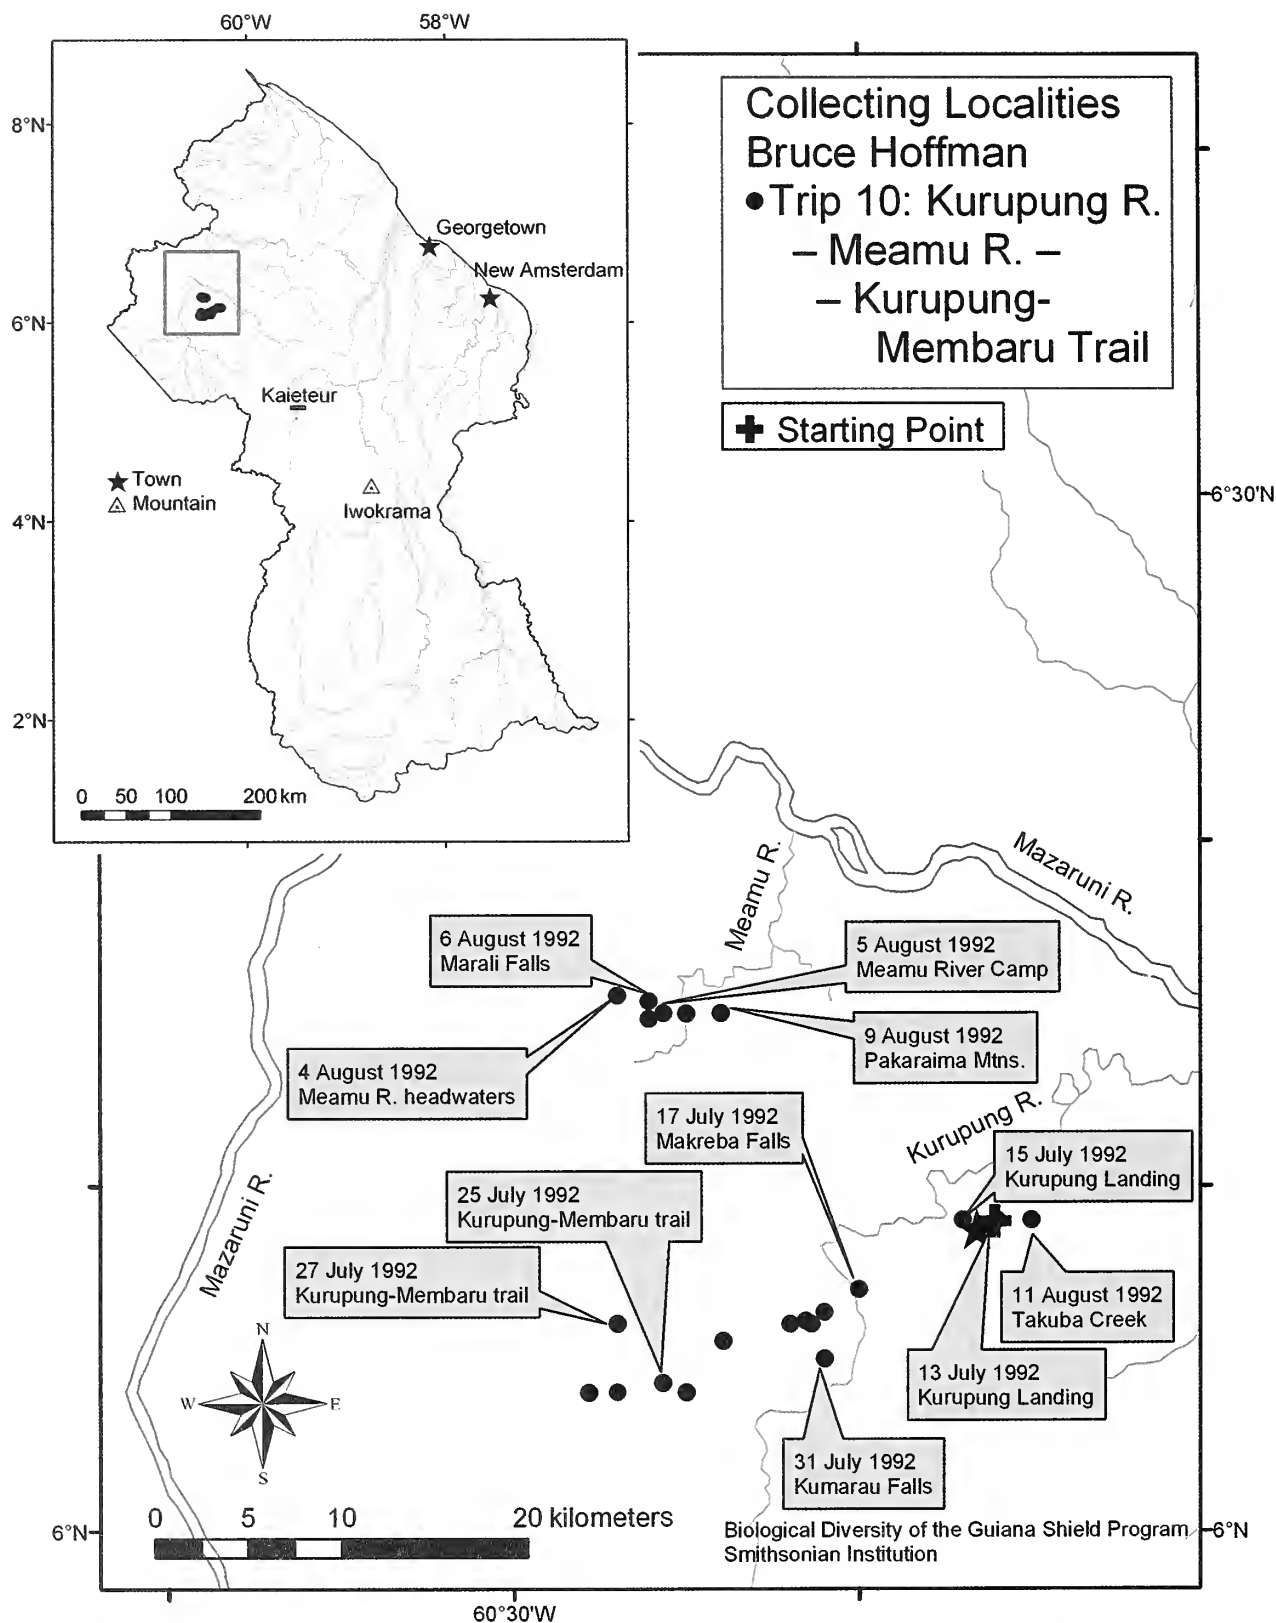 60°W
58°W
8°N
6°N
4°N
2°N
Georgetown
New Amsterdam
Kaieteur
Town
Mountain
Iwokrama
0 50 100 200 km
Collecting Localities
Bruce Hoffman
Trip 10: Kurupung R.
– Meamu R. –
– Kurupung-
Membaru Trail
Starting Point
6°30'N
Mazaruni R.
Meamu R.
6 August 1992
Marali Falls
5 August 1992
Meamu River Camp
9 August 1992
Pakaraima Mtns.
4 August 1992
Meamu R. headwaters
17 July 1992
Makreba Falls
Kurupung R.
15 July 1992
Kurupung Landing
25 July 1992
Kurupung-Membaru trail
Mazaruni R.
27 July 1992
Kurupung-Membaru trail
11 August 1992
Takuba Creek
13 July 1992
Kurupung Landing
N
W
E
S
31 July 1992
Kumarau Falls
0 5 10 20 kilometers
6°N
6°N
Biological Diversity of the Guiana Shield Program
Smithsonian Institution
60°30'W